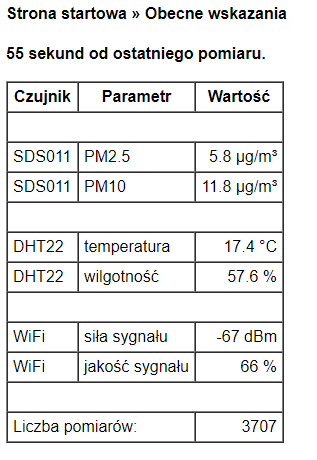 Strona startowa » Obecne wskazania
55 sekund od ostatniego pomiaru.
Czujnik Parametr Wartość
SDS011 PM2.5 5.8 µg/m³
SDS011 PM10 11.8 µg/m³
DHT22 temperatura 17.4 °C
DHT22 wilgotność 57.6 %
WiFi siła sygnału -67 dBm
WiFi jakość sygnału 66 %
Liczba pomiarów: 3707